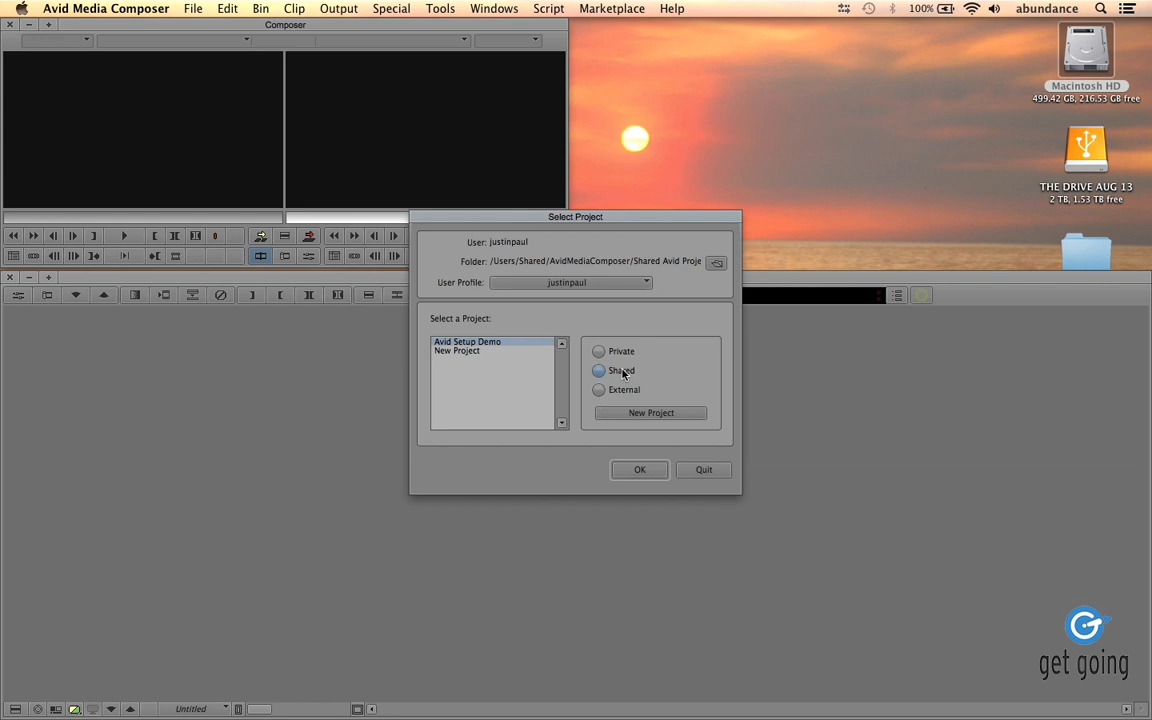 Avid Media Composer File Edit Bin Clip Output Special Tools Windows Script Marketplace Help 100% abundance
Composer
Macintosh HD
499.42 GB, 216.53 GB free
THE DRIVE AUG 13
2 TB, 1.53 TB free
Select Project
User: justinpaul
Folder: /Users/Shared/AvidMediaComposer/Shared Avid Proje
User Profile: justinpaul
Select a Project:
Avid Setup Demo
New Project
Private
Shared
External
New Project
OK Quit
get going
Untitled